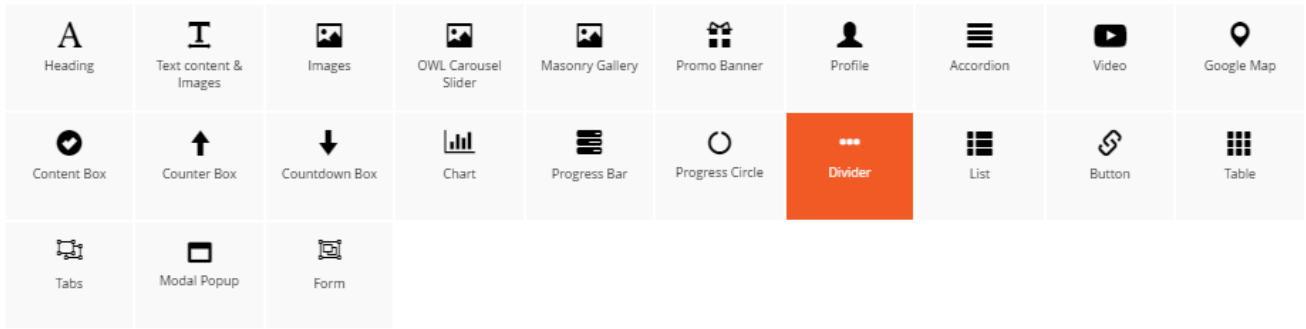 Heading
Text content &
Images
Images
OWL Carousel
Slider
Masonry Gallery
Promo Banner
Profile
Accordion
Video
Google Map
Content Box
Counter Box
Countdown Box
Chart
Progress Bar
Progress Circle
Divider
List
Button
Table
Tabs
Modal Popup
Form